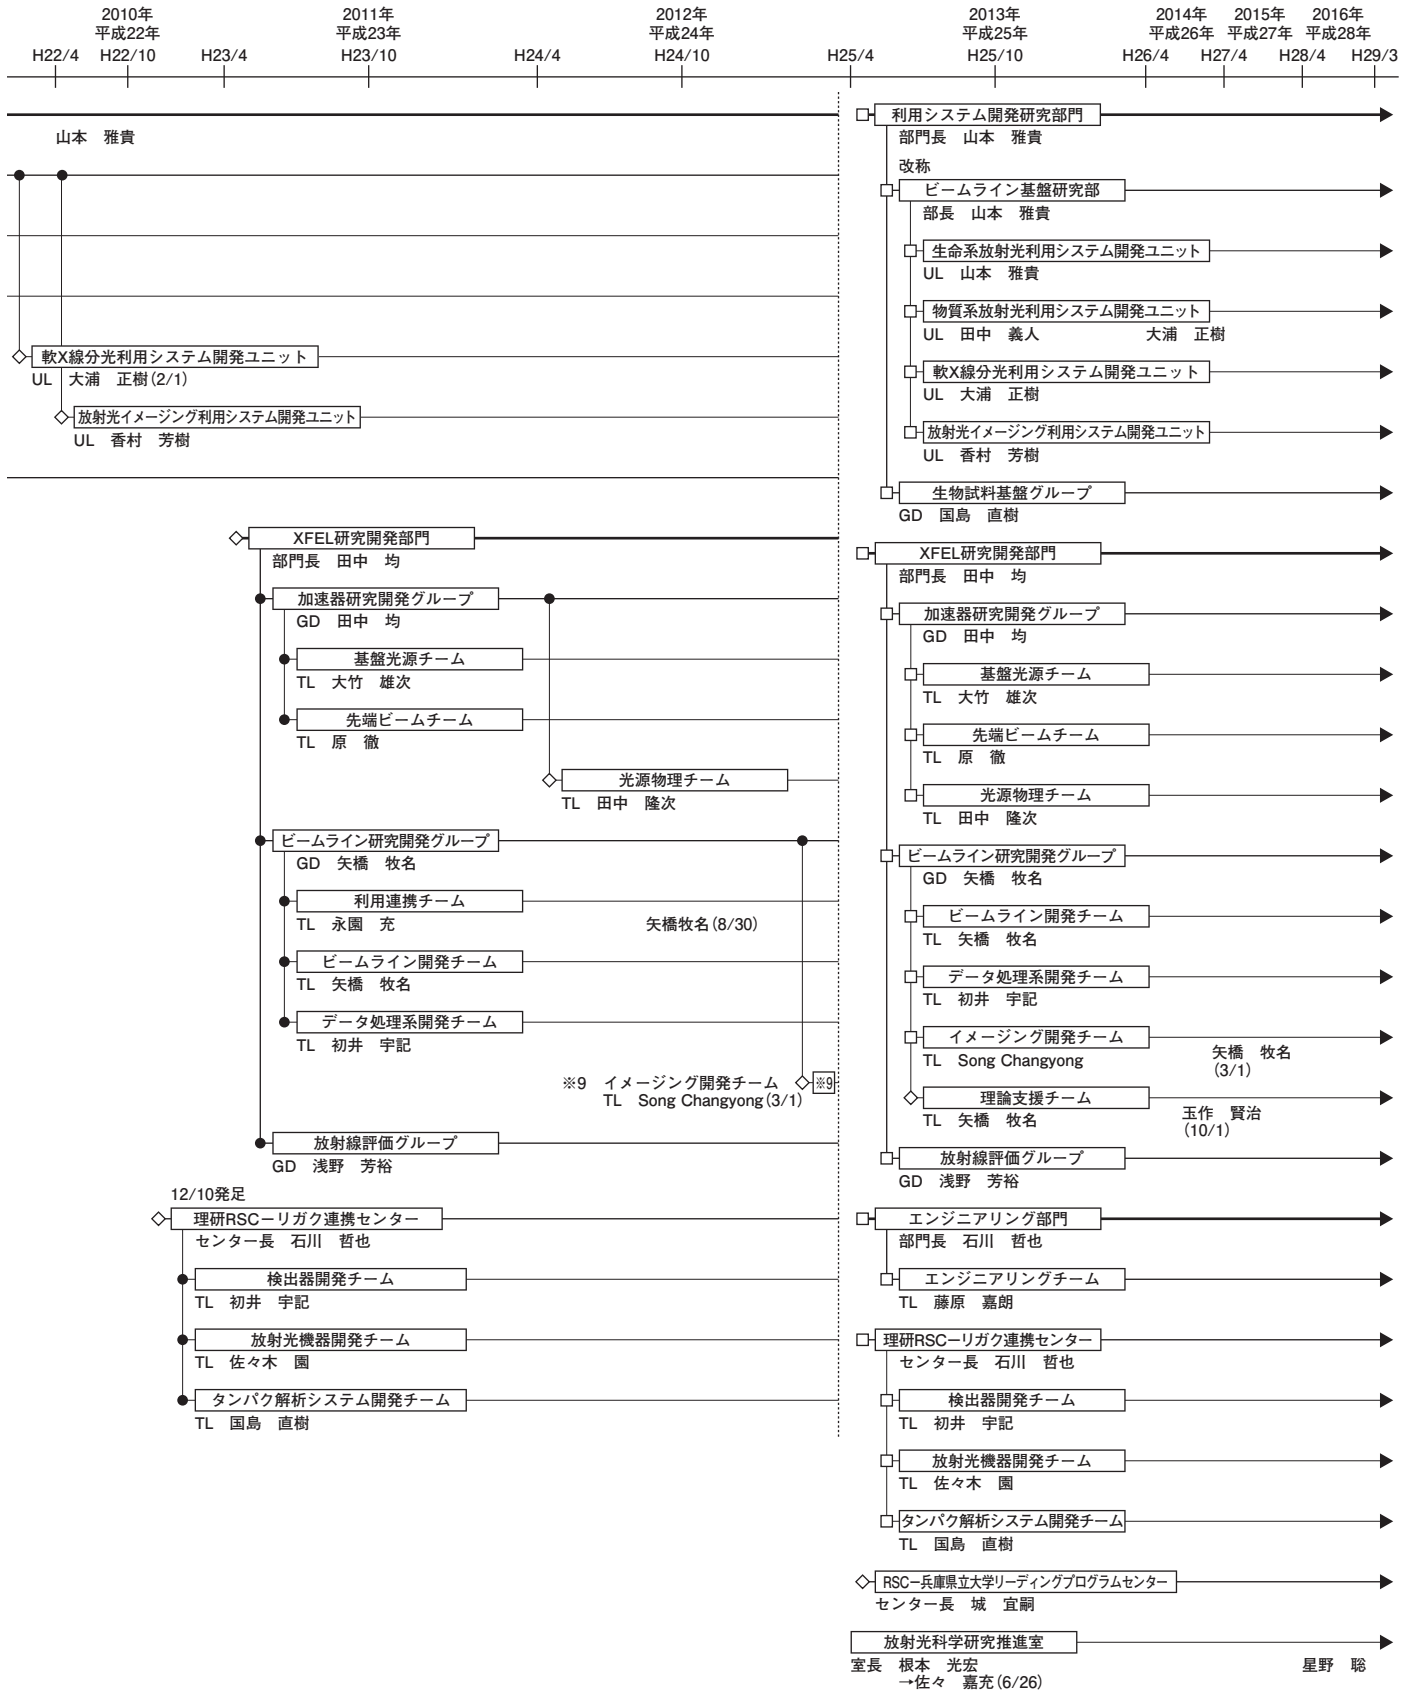 2010年
平成22年
2011年
平成23年
2012年
平成24年
2013年
平成25年
2014年
平成26年
2015年
平成27年
2016年
平成28年
H22/4 H22/10 H23/4 H23/10 H24/4 H24/10 H25/4 H25/10 H26/4 H27/4 H28/4 H29/3
山本 雅貴
軟X線分光利用システム開発ユニット
UL 大浦 正樹(2/1)
放射光イメージング利用システム開発ユニット
UL 香村 芳樹
XFEL研究開発部門
部門長 田中 均
加速器研究開発グループ
GD 田中 均
基盤光源チーム
TL 大竹 雄次
先端ビームチーム
TL 原 徹
光源物理チーム
TL 田中 隆次
ビームライン研究開発グループ
GD 矢橋 牧名
利用連携チーム
TL 永園 充 矢橋牧名(8/30)
ビームライン開発チーム
TL 矢橋 牧名
データ処理系開発チーム
TL 初井 宇記
※9 イメージング開発チーム ※9
TL Song Changyong(3/1)
放射線評価グループ
GD 浅野 芳裕
12/10発足
理研RSCーリガク連携センター
センター長 石川 哲也
検出器開発チーム
TL 初井 宇記
放射光機器開発チーム
TL 佐々木 園
タンパク解析システム開発チーム
TL 国島 直樹
利用システム開発研究部門
部門長 山本 雅貴
改称
ビームライン基盤研究部
部長 山本 雅貴
生命系放射光利用システム開発ユニット
UL 山本 雅貴
物質系放射光利用システム開発ユニット
UL 田中 義人 大浦 正樹
軟X線分光利用システム開発ユニット
UL 大浦 正樹
放射光イメージング利用システム開発ユニット
UL 香村 芳樹
生物試料基盤グループ
GD 国島 直樹
XFEL研究開発部門
部門長 田中 均
加速器研究開発グループ
GD 田中 均
基盤光源チーム
TL 大竹 雄次
先端ビームチーム
TL 原 徹
光源物理チーム
TL 田中 隆次
ビームライン研究開発グループ
GD 矢橋 牧名
ビームライン開発チーム
TL 矢橋 牧名
データ処理系開発チーム
TL 初井 宇記
イメージング開発チーム
TL Song Changyong 矢橋 牧名
(3/1)
理論支援チーム
TL 矢橋 牧名 玉作 賢治
(10/1)
放射線評価グループ
GD 浅野 芳裕
エンジニアリング部門
部門長 石川 哲也
エンジニアリングチーム
TL 藤原 嘉朗
理研RSCーリガク連携センター
センター長 石川 哲也
検出器開発チーム
TL 初井 宇記
放射光機器開発チーム
TL 佐々木 園
タンパク解析システム開発チーム
TL 国島 直樹
RSCー兵庫県立大学リーディングプログラムセンター
センター長 城 宜嗣
放射光科学研究推進室
室長 根本 光宏 星野 聡
→佐々 嘉充(6/26)